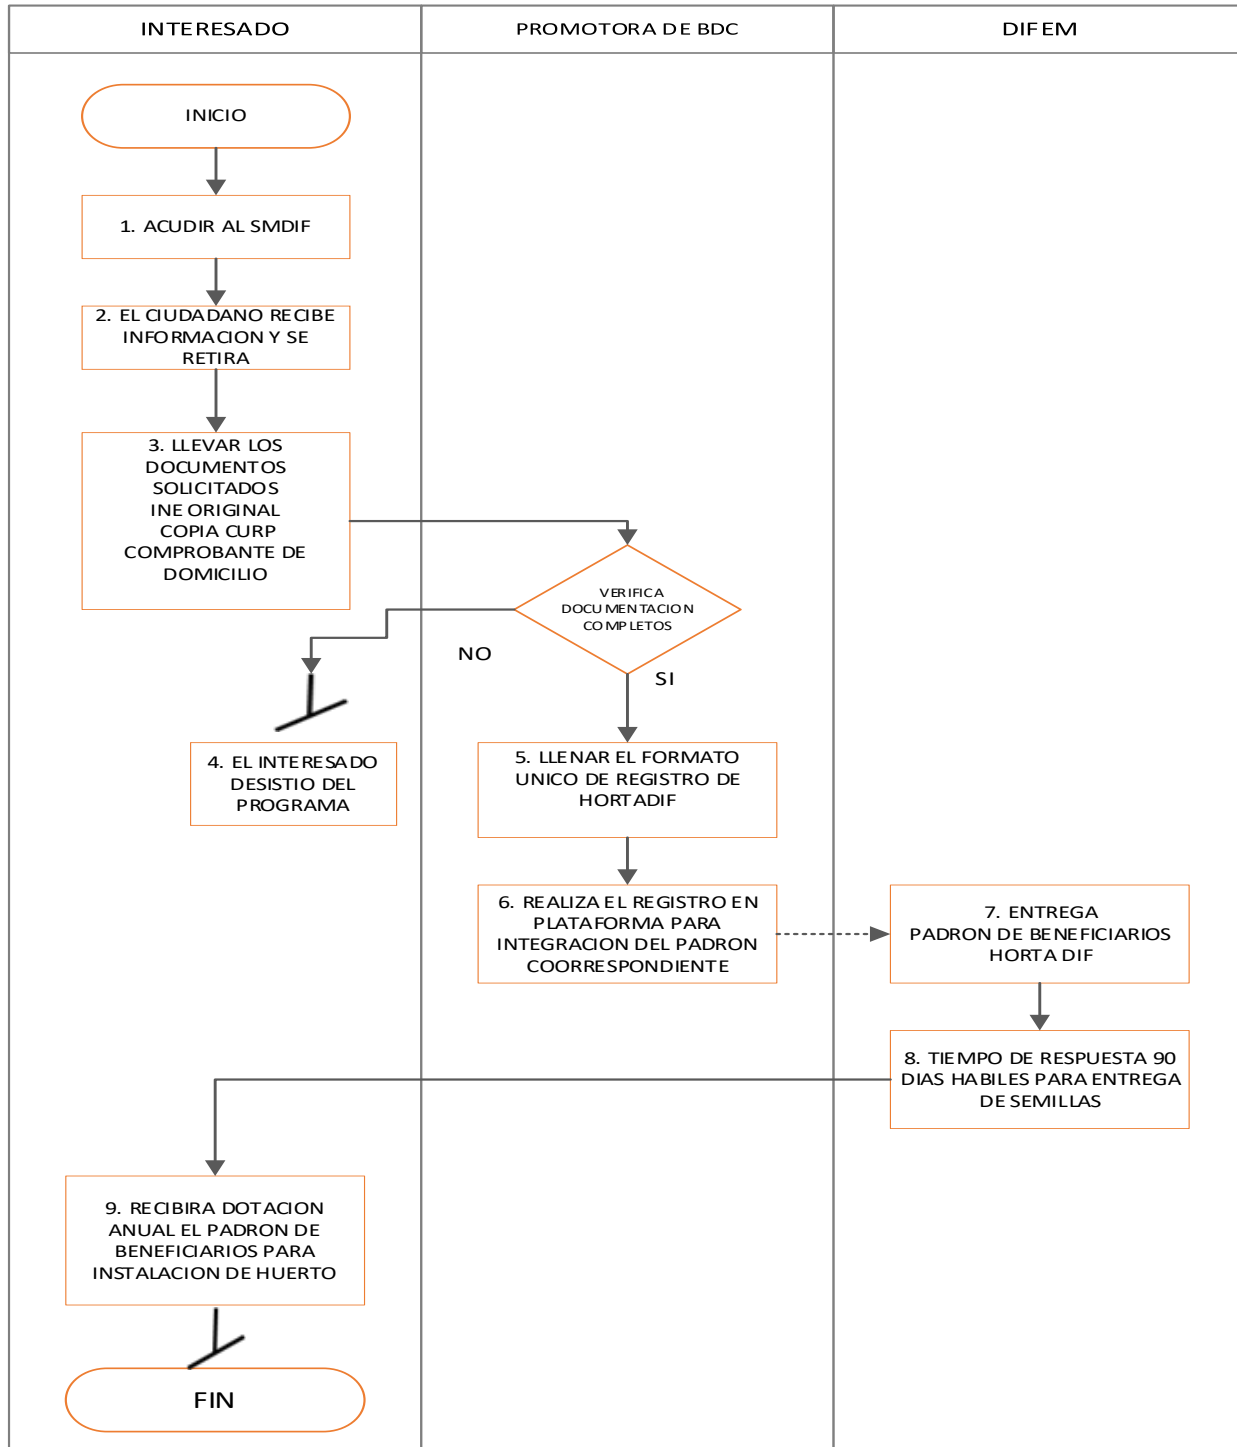 INTERESADO
PROMOTORA DE BDC
DIFEM
INICIO
1. ACUDIR AL SMDIF
2. EL CIUDADANO RECIBE
INFORMACION Y SE
RETIRA
3. LLEVAR LOS
DOCUMENTOS
SOLICITADOS
INE ORIGINAL
COPIA CURP
COMPROBANTE DE
DOMICILIO
VERIFICA
DOCUMENTACION
COMPLETOS
NO
SI
4. EL INTERESADO
DESISTIO DEL
PROGRAMA
5. LLENAR EL FORMATO
UNICO DE REGISTRO DE
HORTADIF
6. REALIZA EL REGISTRO EN
PLATAFORMA PARA
INTEGRACION DEL PADRON
COORRESPONDIENTE
7. ENTREGA
PADRON DE BENEFICIARIOS
HORTA DIF
8. TIEMPO DE RESPUESTA 90
DIAS HABILES PARA ENTREGA
DE SEMILLAS
9. RECIBIRA DOTACION
ANUAL EL PADRON DE
BENEFICIARIOS PARA
INSTALACION DE HUERTO
FIN